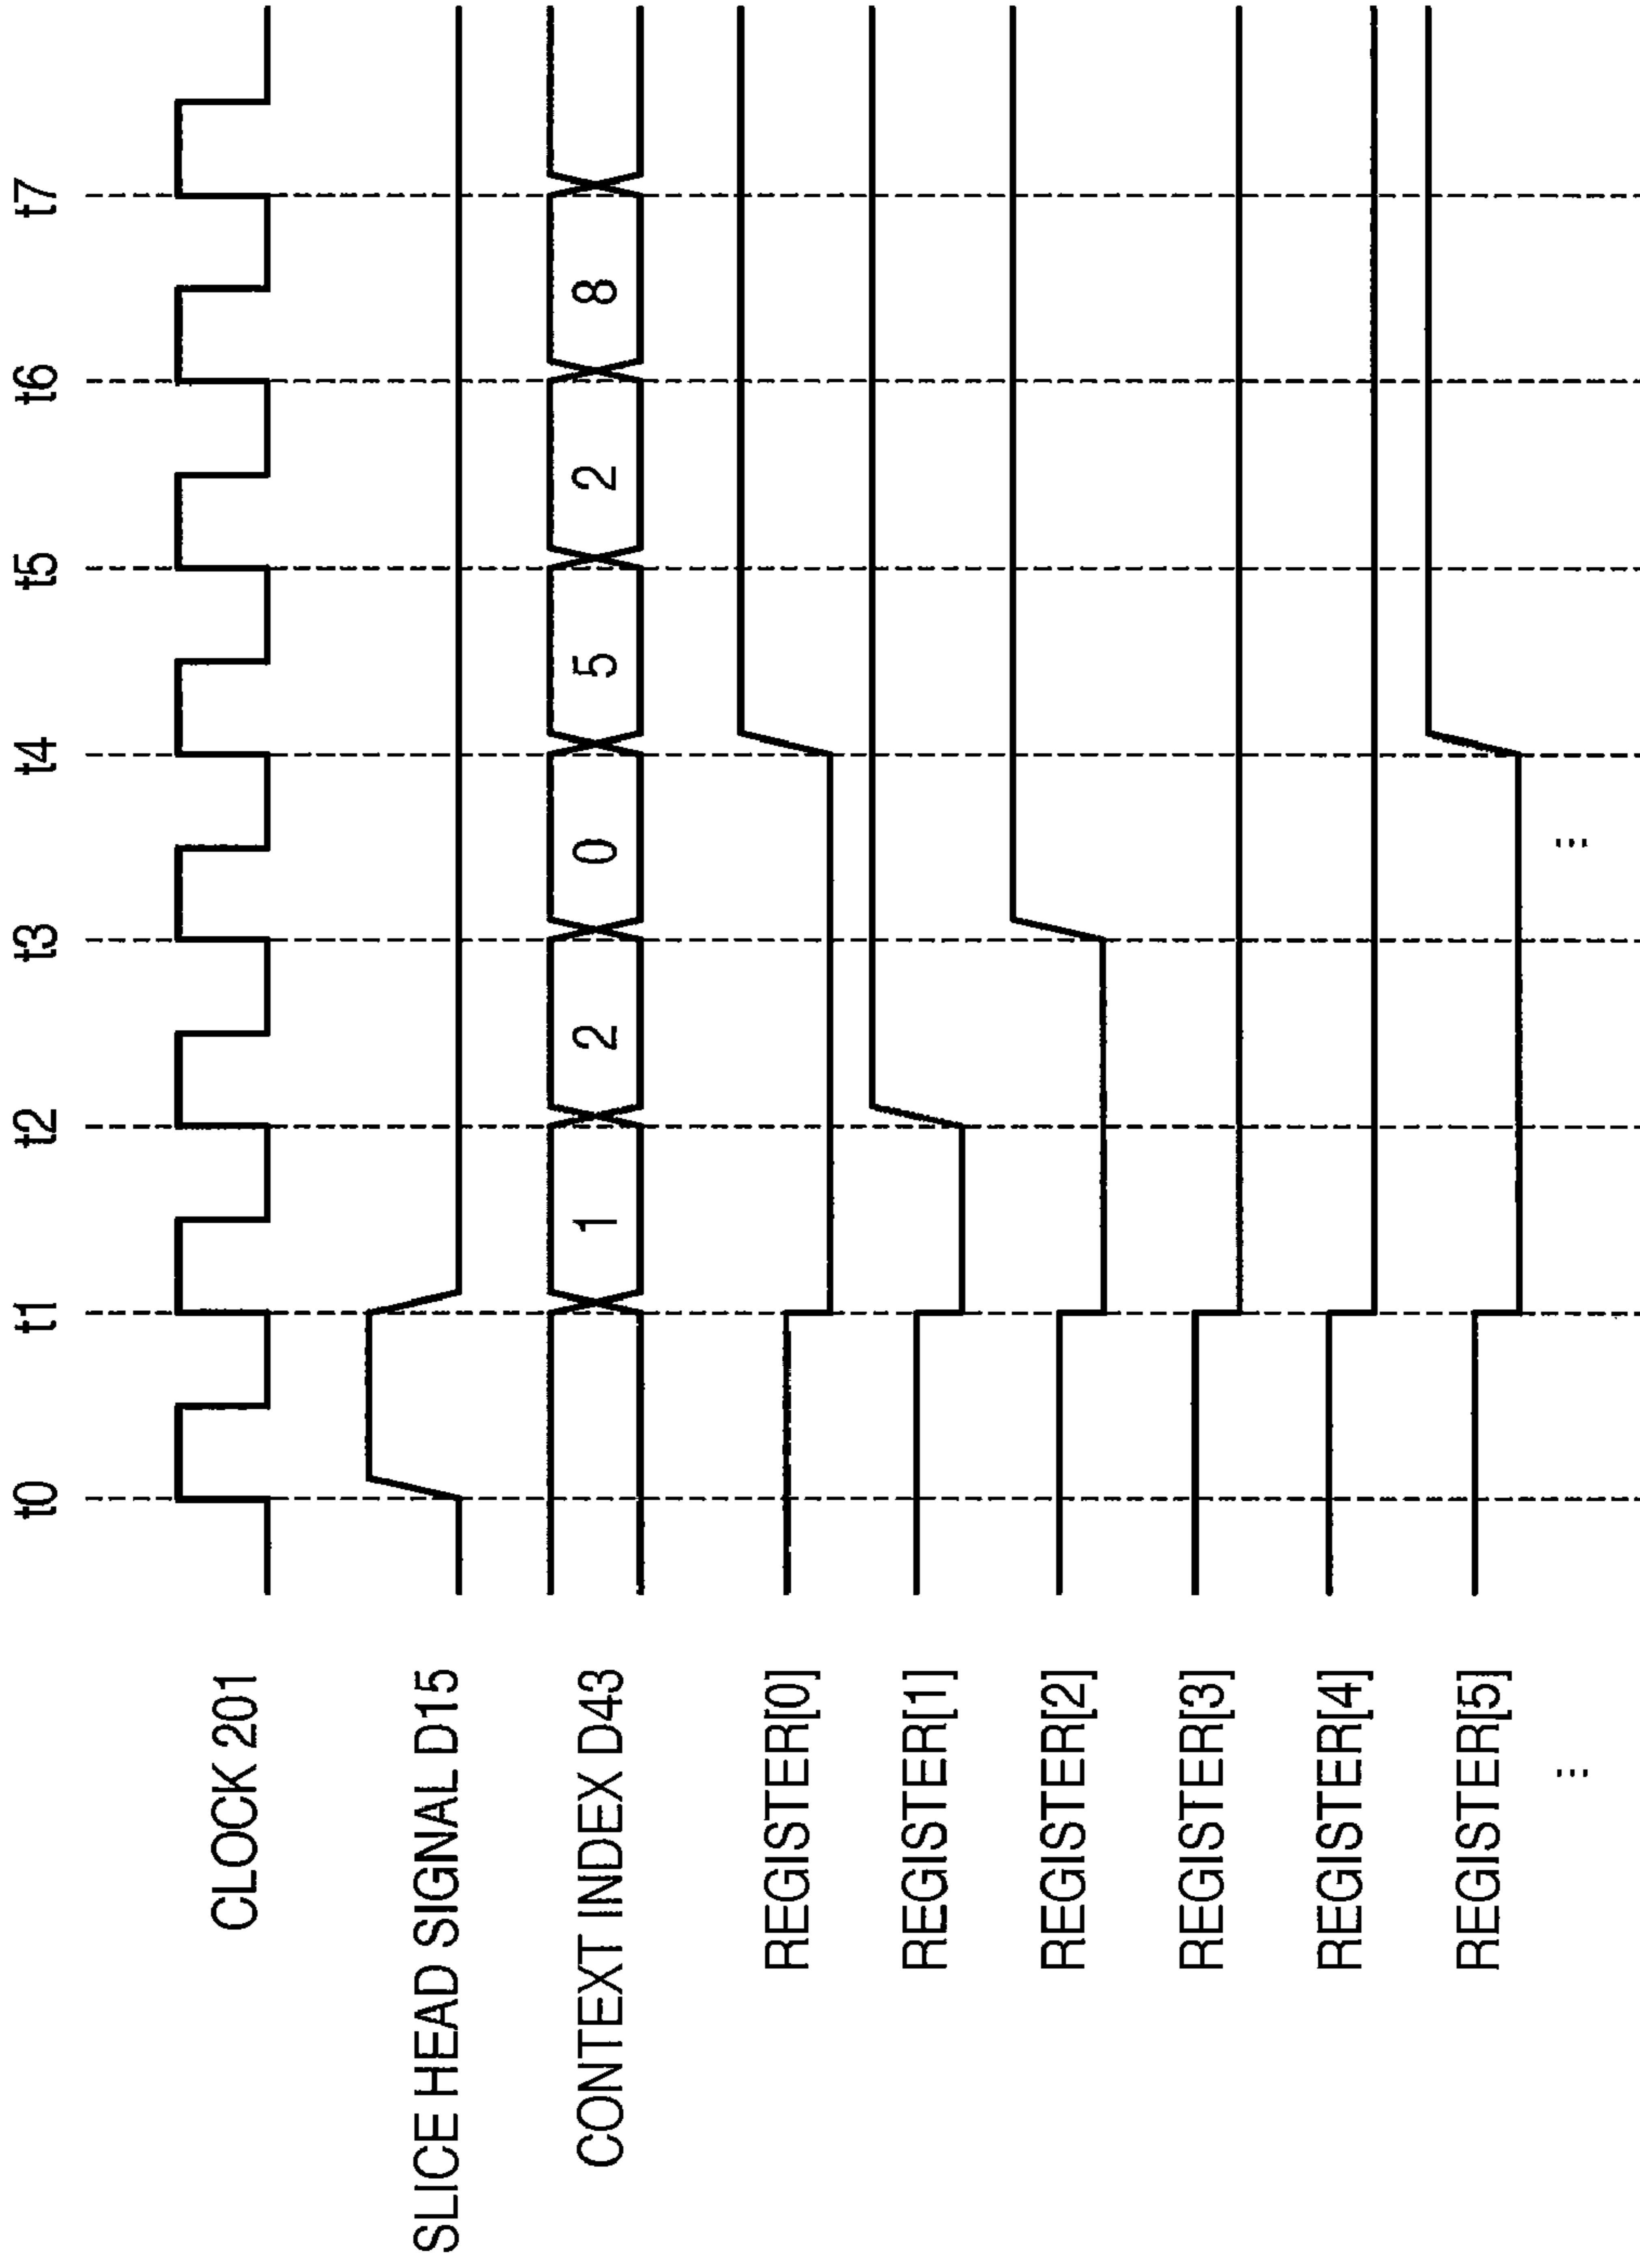 t0 t1 t2 t3 t4 t5 t6 t7
CLOCK 201
SLICE HEAD SIGNAL D15
CONTEXT INDEX D43 1 2 0 5 2 8
REGISTER[0]
REGISTER[1]
REGISTER[2]
REGISTER[3]
REGISTER[4]
REGISTER[5]
... ...